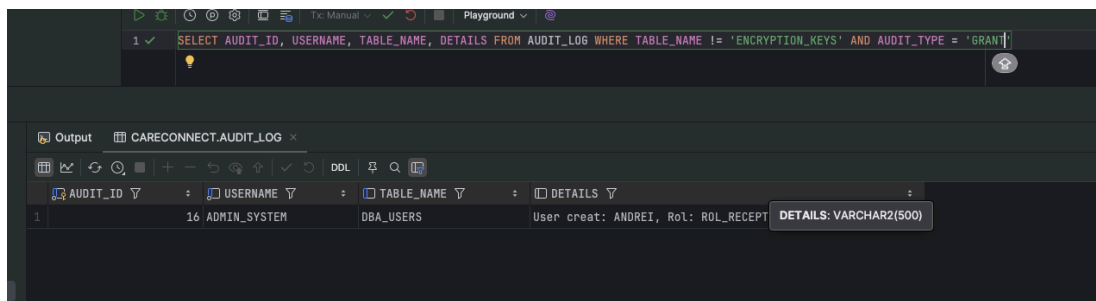 Tx: Manual Playground
1 SELECT AUDIT_ID, USERNAME, TABLE_NAME, DETAILS FROM AUDIT_LOG WHERE TABLE_NAME != 'ENCRYPTION_KEYS' AND AUDIT_TYPE = 'GRANT'
Output CARECONNECT.AUDIT_LOG
DDL
AUDIT_ID USERNAME TABLE_NAME DETAILS
1 16 ADMIN_SYSTEM DBA_USERS User creat: ANDREI, Rol: ROL_RECEPT
DETAILS: VARCHAR2(500)